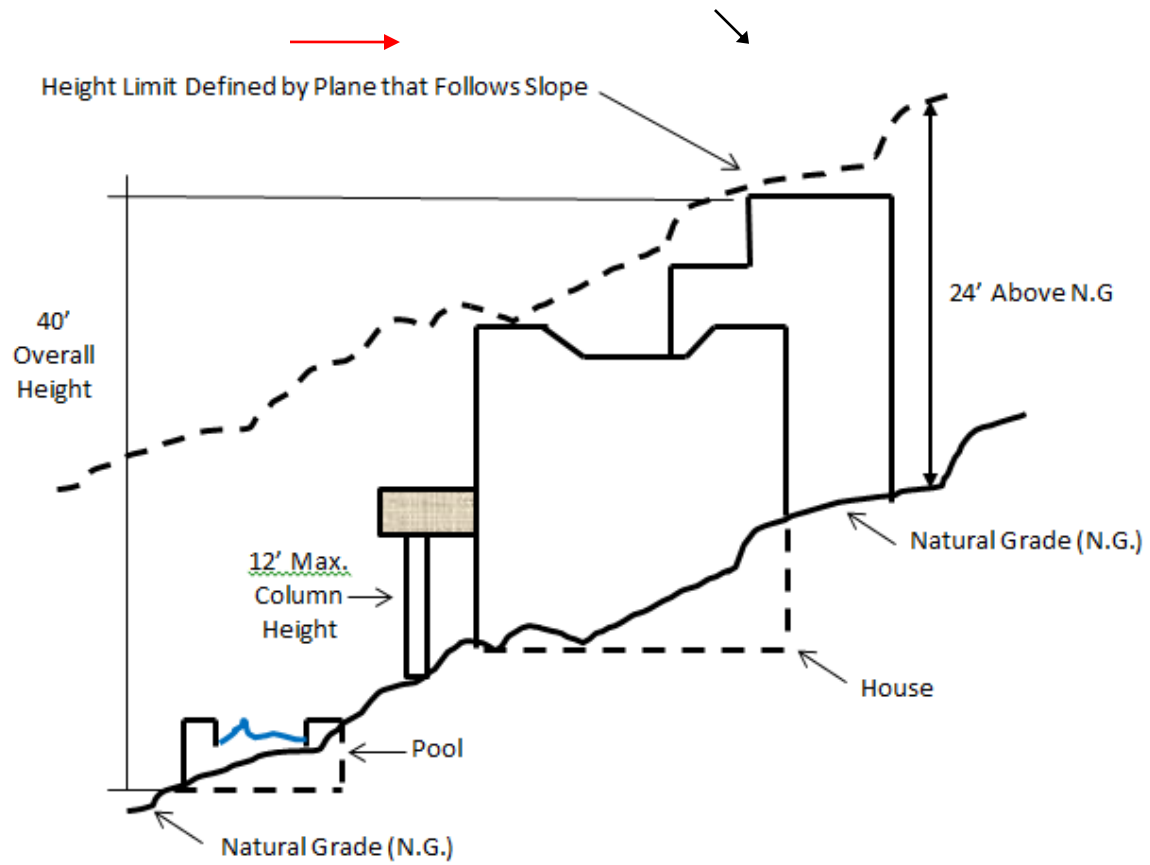 Height Limit Defined by Plane that Follows Slope
24’ Above N.G
40’
Overall
Height
Natural Grade (N.G.)
12’ Max.
Column
Height
House
Pool
Natural Grade (N.G.)